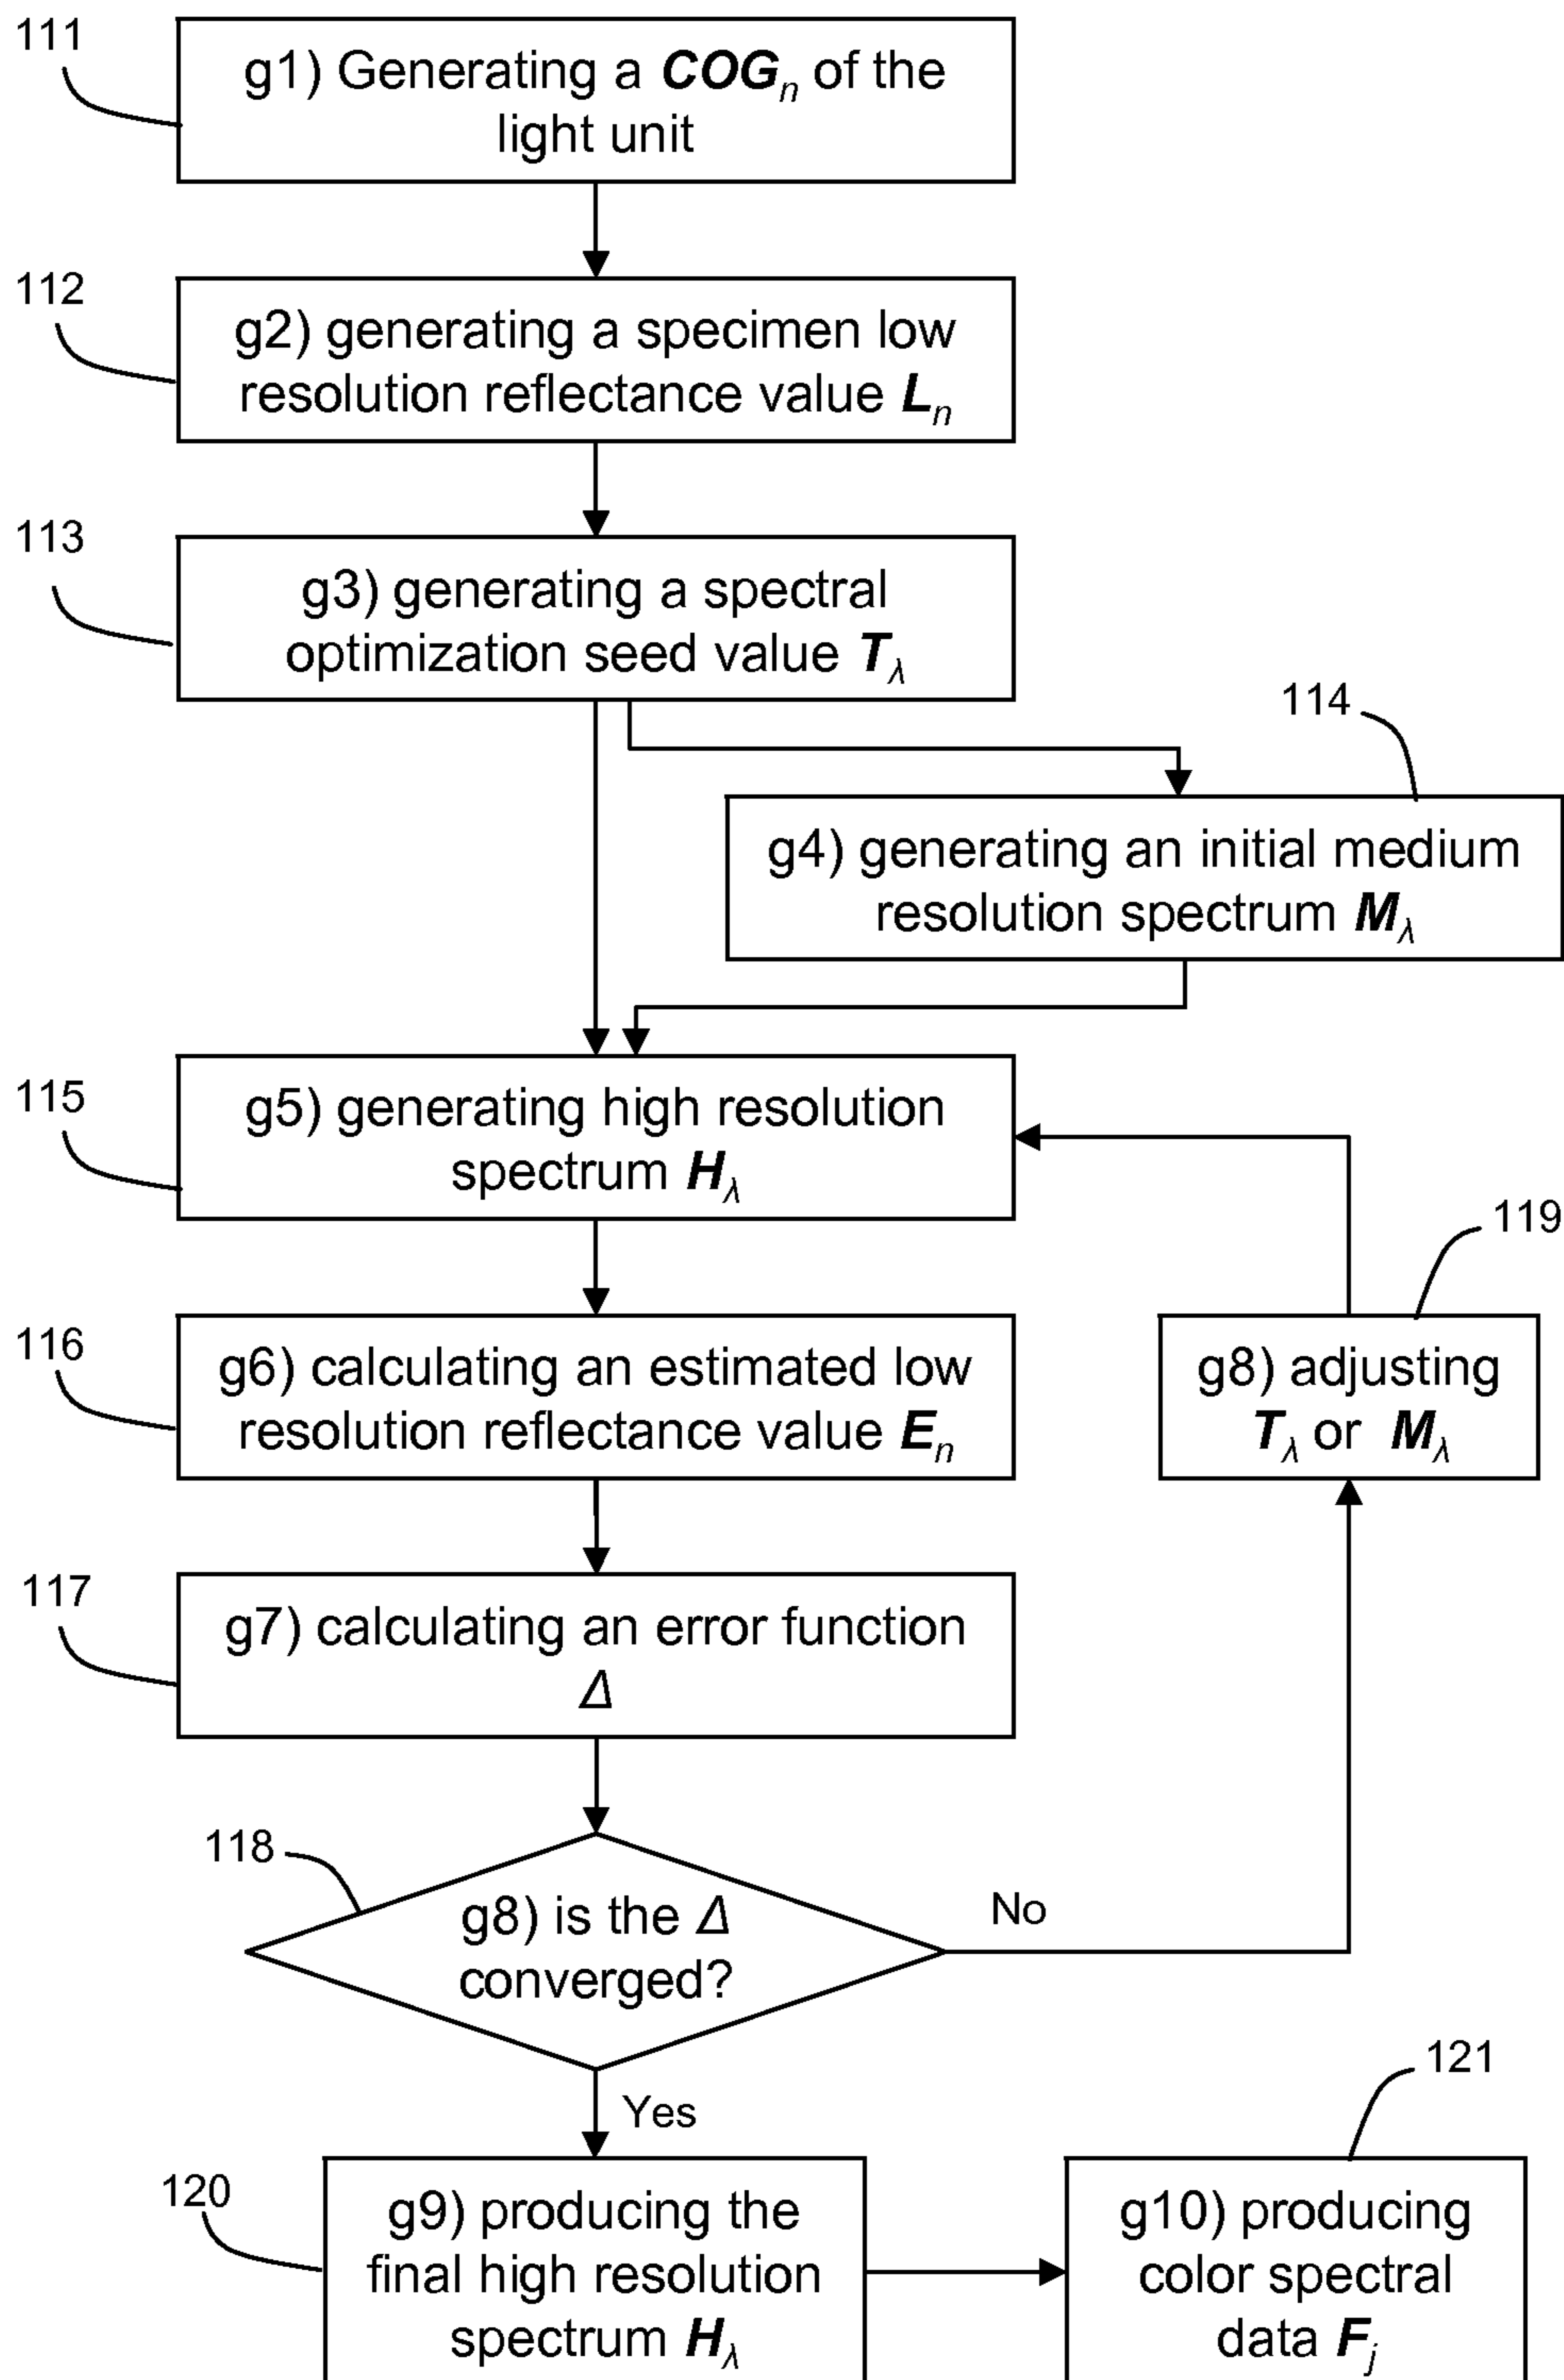 111
g1) Generating a COGn of the
light unit
112
g2) generating a specimen low
resolution reflectance value Ln
113
g3) generating a spectral
optimization seed value Tλ
114
g4) generating an initial medium
resolution spectrum Mλ
115
g5) generating high resolution
spectrum Hλ
119
116
g6) calculating an estimated low
resolution reflectance value En
g8) adjusting
Tλ or Mλ
117
g7) calculating an error function
Δ
118
g8) is the Δ
converged?
No
Yes
121
120
g9) producing the
final high resolution
spectrum Hλ
g10) producing
color spectral
data Fj